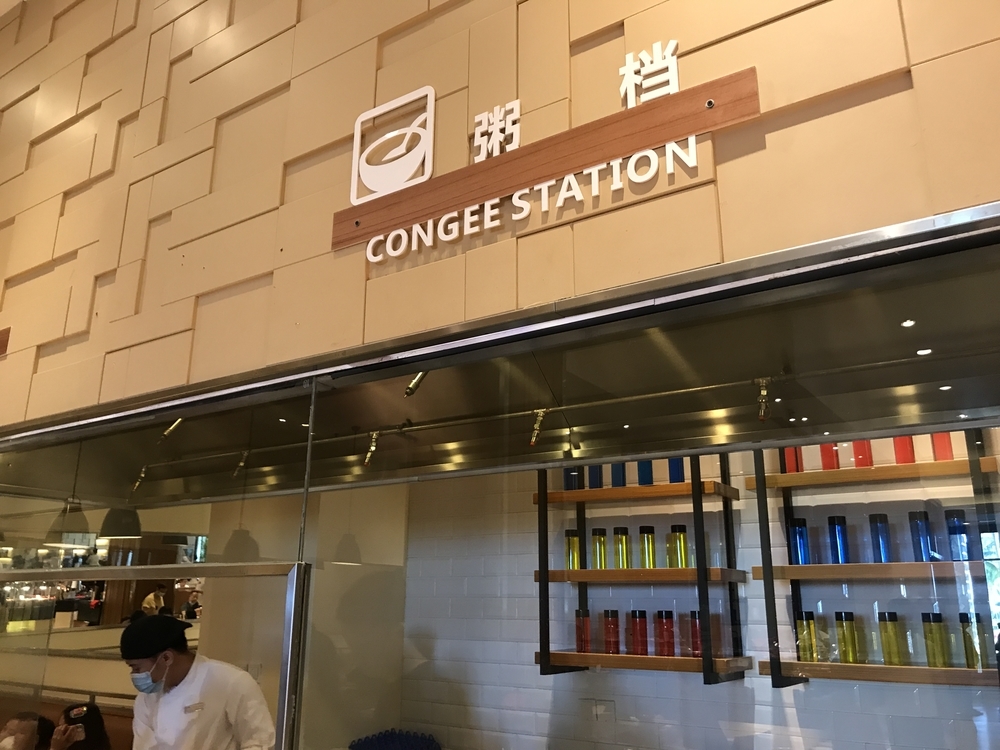 粥 档
CONGEE STATION